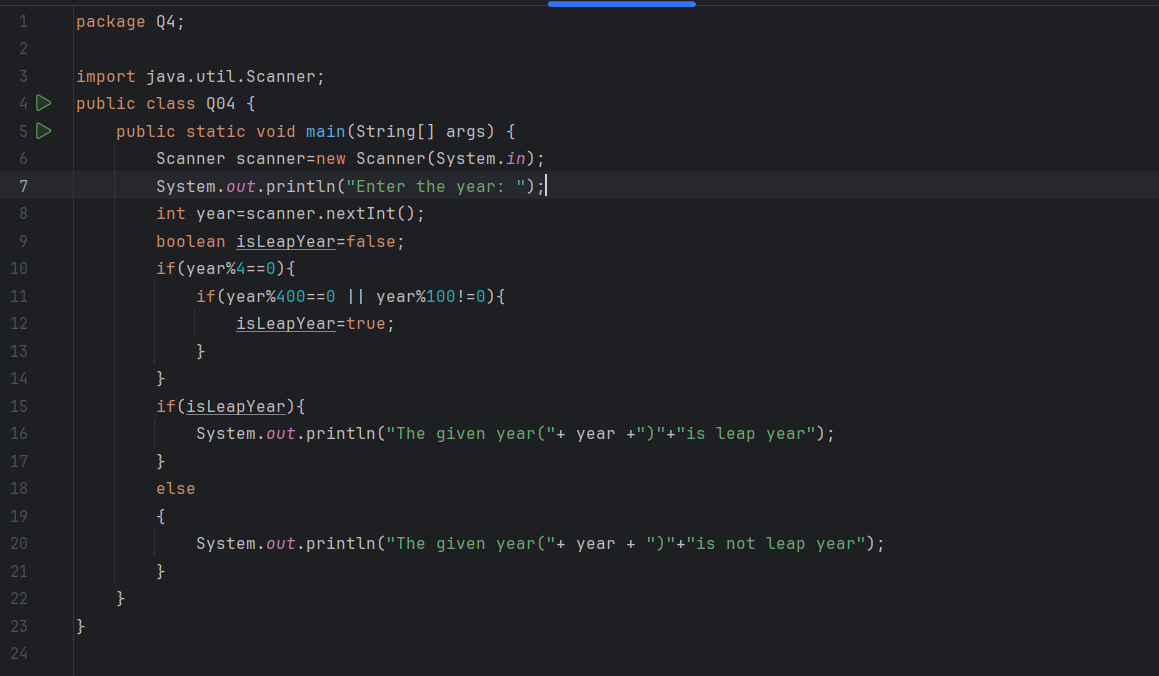 1 package Q4;
2
3 import java.util.Scanner;
4 public class Q04 {
5     public static void main(String[] args) {
6         Scanner scanner=new Scanner(System.in);
7         System.out.println("Enter the year: ");
8         int year=scanner.nextInt();
9         boolean isLeapYear=false;
10         if(year%4==0){
11             if(year%400==0 || year%100!=0){
12                 isLeapYear=true;
13             }
14         }
15         if(isLeapYear){
16             System.out.println("The given year("+ year +")"+"is leap year");
17         }
18         else
19         {
20             System.out.println("The given year("+ year + ")"+"is not leap year");
21         }
22     }
23 }
24